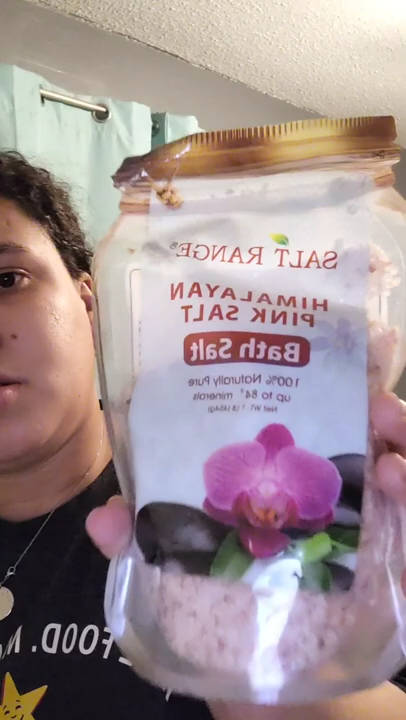 SALT RANGE®
HIMALAYAN
PINK SALT
Bath Salt
100% Naturally Pure
up to 84† minerals
Net WT. 1 LB (454g)
FOOD.